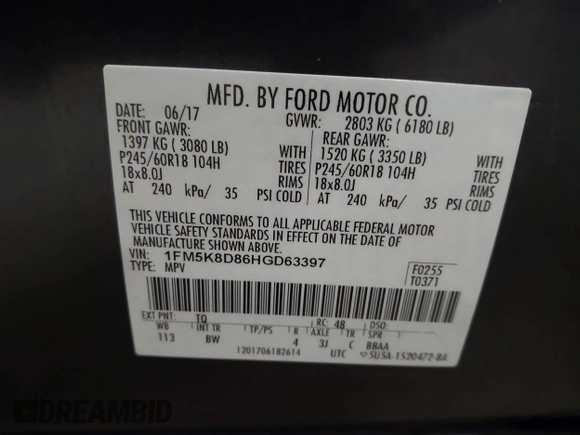 MFD. BY FORD MOTOR CO.
DATE: 06/17 GVWR: 2803 KG ( 6180 LB)
FRONT GAWR: REAR GAWR:
1397 KG ( 3080 LB) WITH 1520 KG ( 3350 LB) WITH
P245/60R18 104H TIRES P245/60R18 104H TIRES
18x8.0J RIMS 18x8.0J RIMS
AT 240 kPa/ 35 PSI COLD AT 240 kPa/ 35 PSI COLD
THIS VEHICLE CONFORMS TO ALL APPLICABLE FEDERAL MOTOR
VEHICLE SAFETY STANDARDS IN EFFECT ON THE DATE OF
MANUFACTURE SHOWN ABOVE.
VIN: 1FM5K8D86HGD63397
TYPE: MPV
F0255
T0371
EXT PNT: TQ RC: 48 DSO:
WB INT TR TP/PS R AXLE TR SPR
113 BW 4 3J C BBAA
1201706182614 UTC ♡5U5A-1520472-BA
DREAMBID